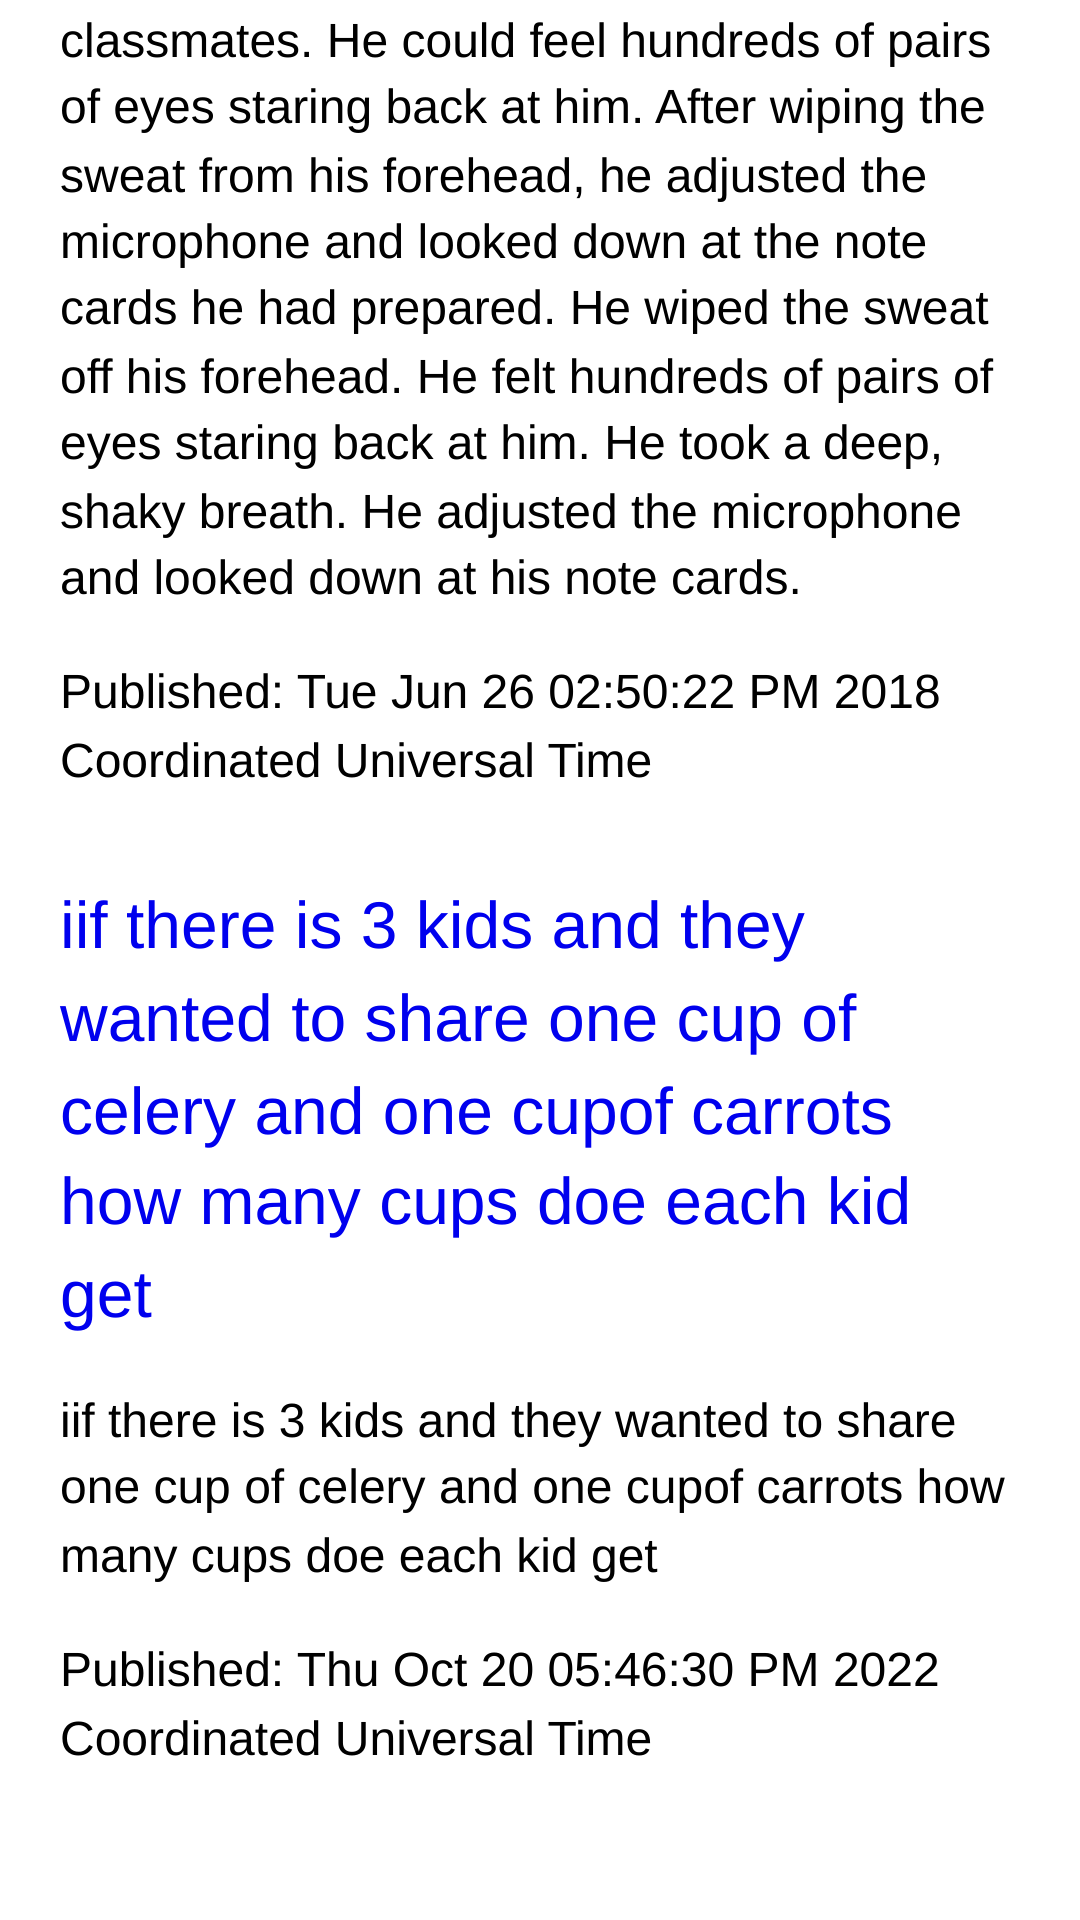 classmates. He could feel hundreds of pairs
of eyes staring back at him. After wiping the
sweat from his forehead, he adjusted the
microphone and looked down at the note
cards he had prepared. He wiped the sweat
off his forehead. He felt hundreds of pairs of
eyes staring back at him. He took a deep,
shaky breath. He adjusted the microphone
and looked down at his note cards.
Published: Tue Jun 26 02:50:22 PM 2018
Coordinated Universal Time
iif there is 3 kids and they
wanted to share one cup of
celery and one cupof carrots
how many cups doe each kid
get
iif there is 3 kids and they wanted to share
one cup of celery and one cupof carrots how
many cups doe each kid get
Published: Thu Oct 20 05:46:30 PM 2022
Coordinated Universal Time